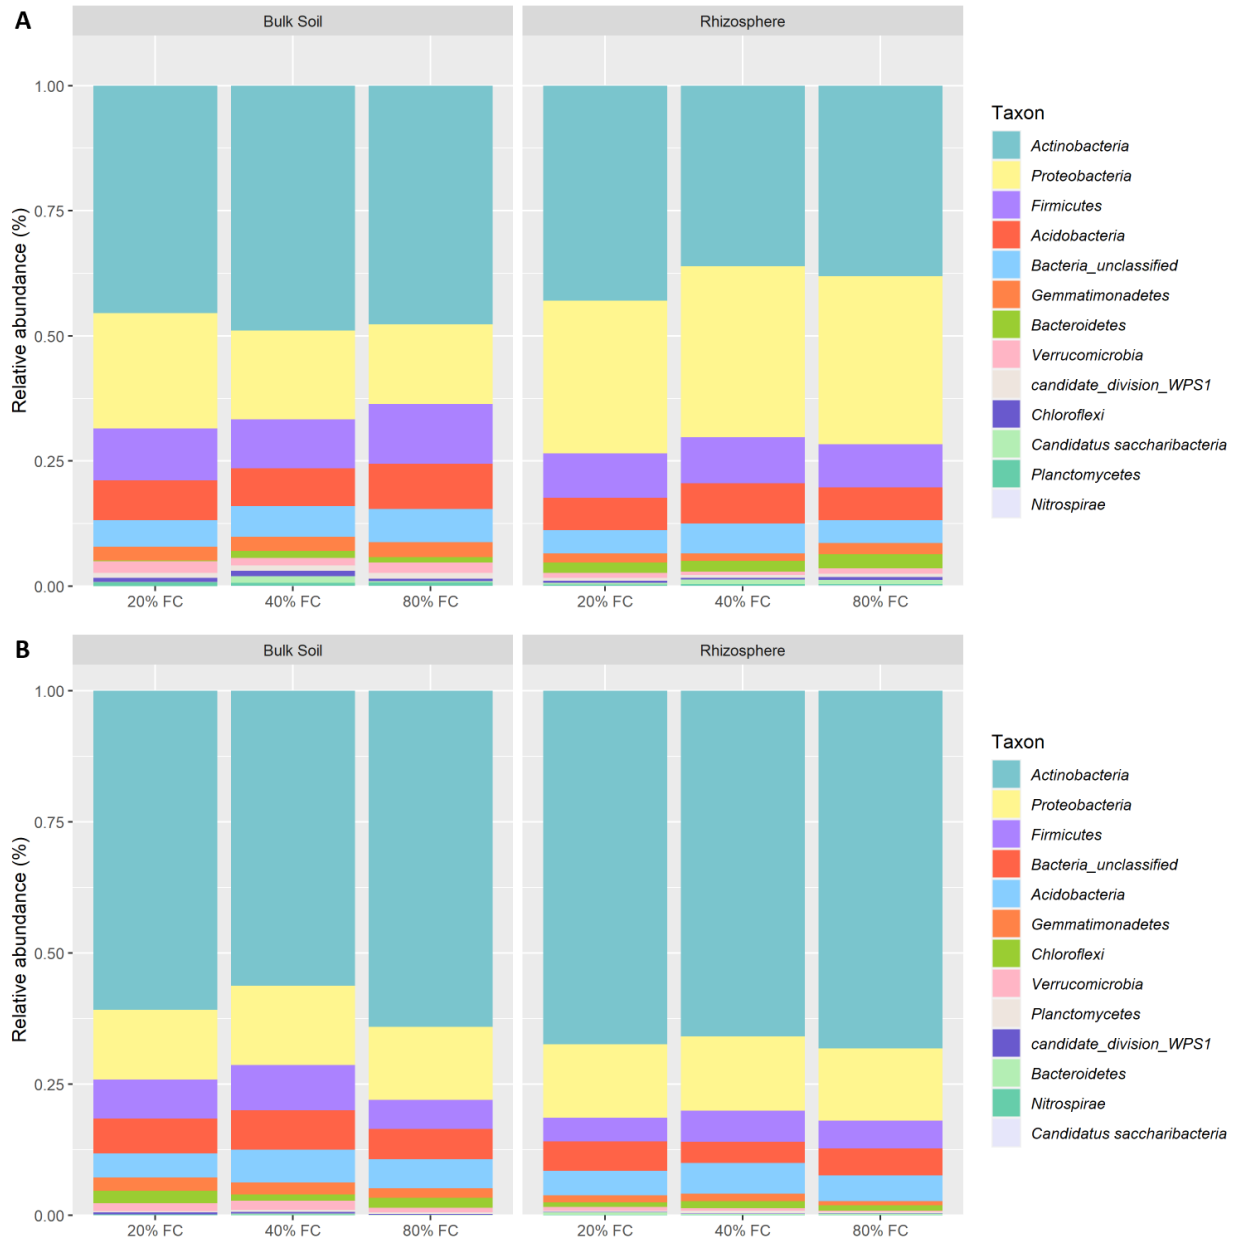 A
Bulk Soil
Rhizosphere
Relative abundance (%)
1.00
0.75
0.50
0.25
0.00
20% FC
40% FC
80% FC
20% FC
40% FC
80% FC
Taxon
Actinobacteria
Proteobacteria
Firmicutes
Acidobacteria
Bacteria_unclassified
Gemmatimonadetes
Bacteroidetes
Verrucomicrobia
candidate_division_WPS1
Chloroflexi
Candidatus saccharibacteria
Planctomycetes
Nitrospirae
B
Bulk Soil
Rhizosphere
Relative abundance (%)
1.00
0.75
0.50
0.25
0.00
20% FC
40% FC
80% FC
20% FC
40% FC
80% FC
Taxon
Actinobacteria
Proteobacteria
Firmicutes
Bacteria_unclassified
Acidobacteria
Gemmatimonadetes
Chloroflexi
Verrucomicrobia
Planctomycetes
candidate_division_WPS1
Bacteroidetes
Nitrospirae
Candidatus saccharibacteria